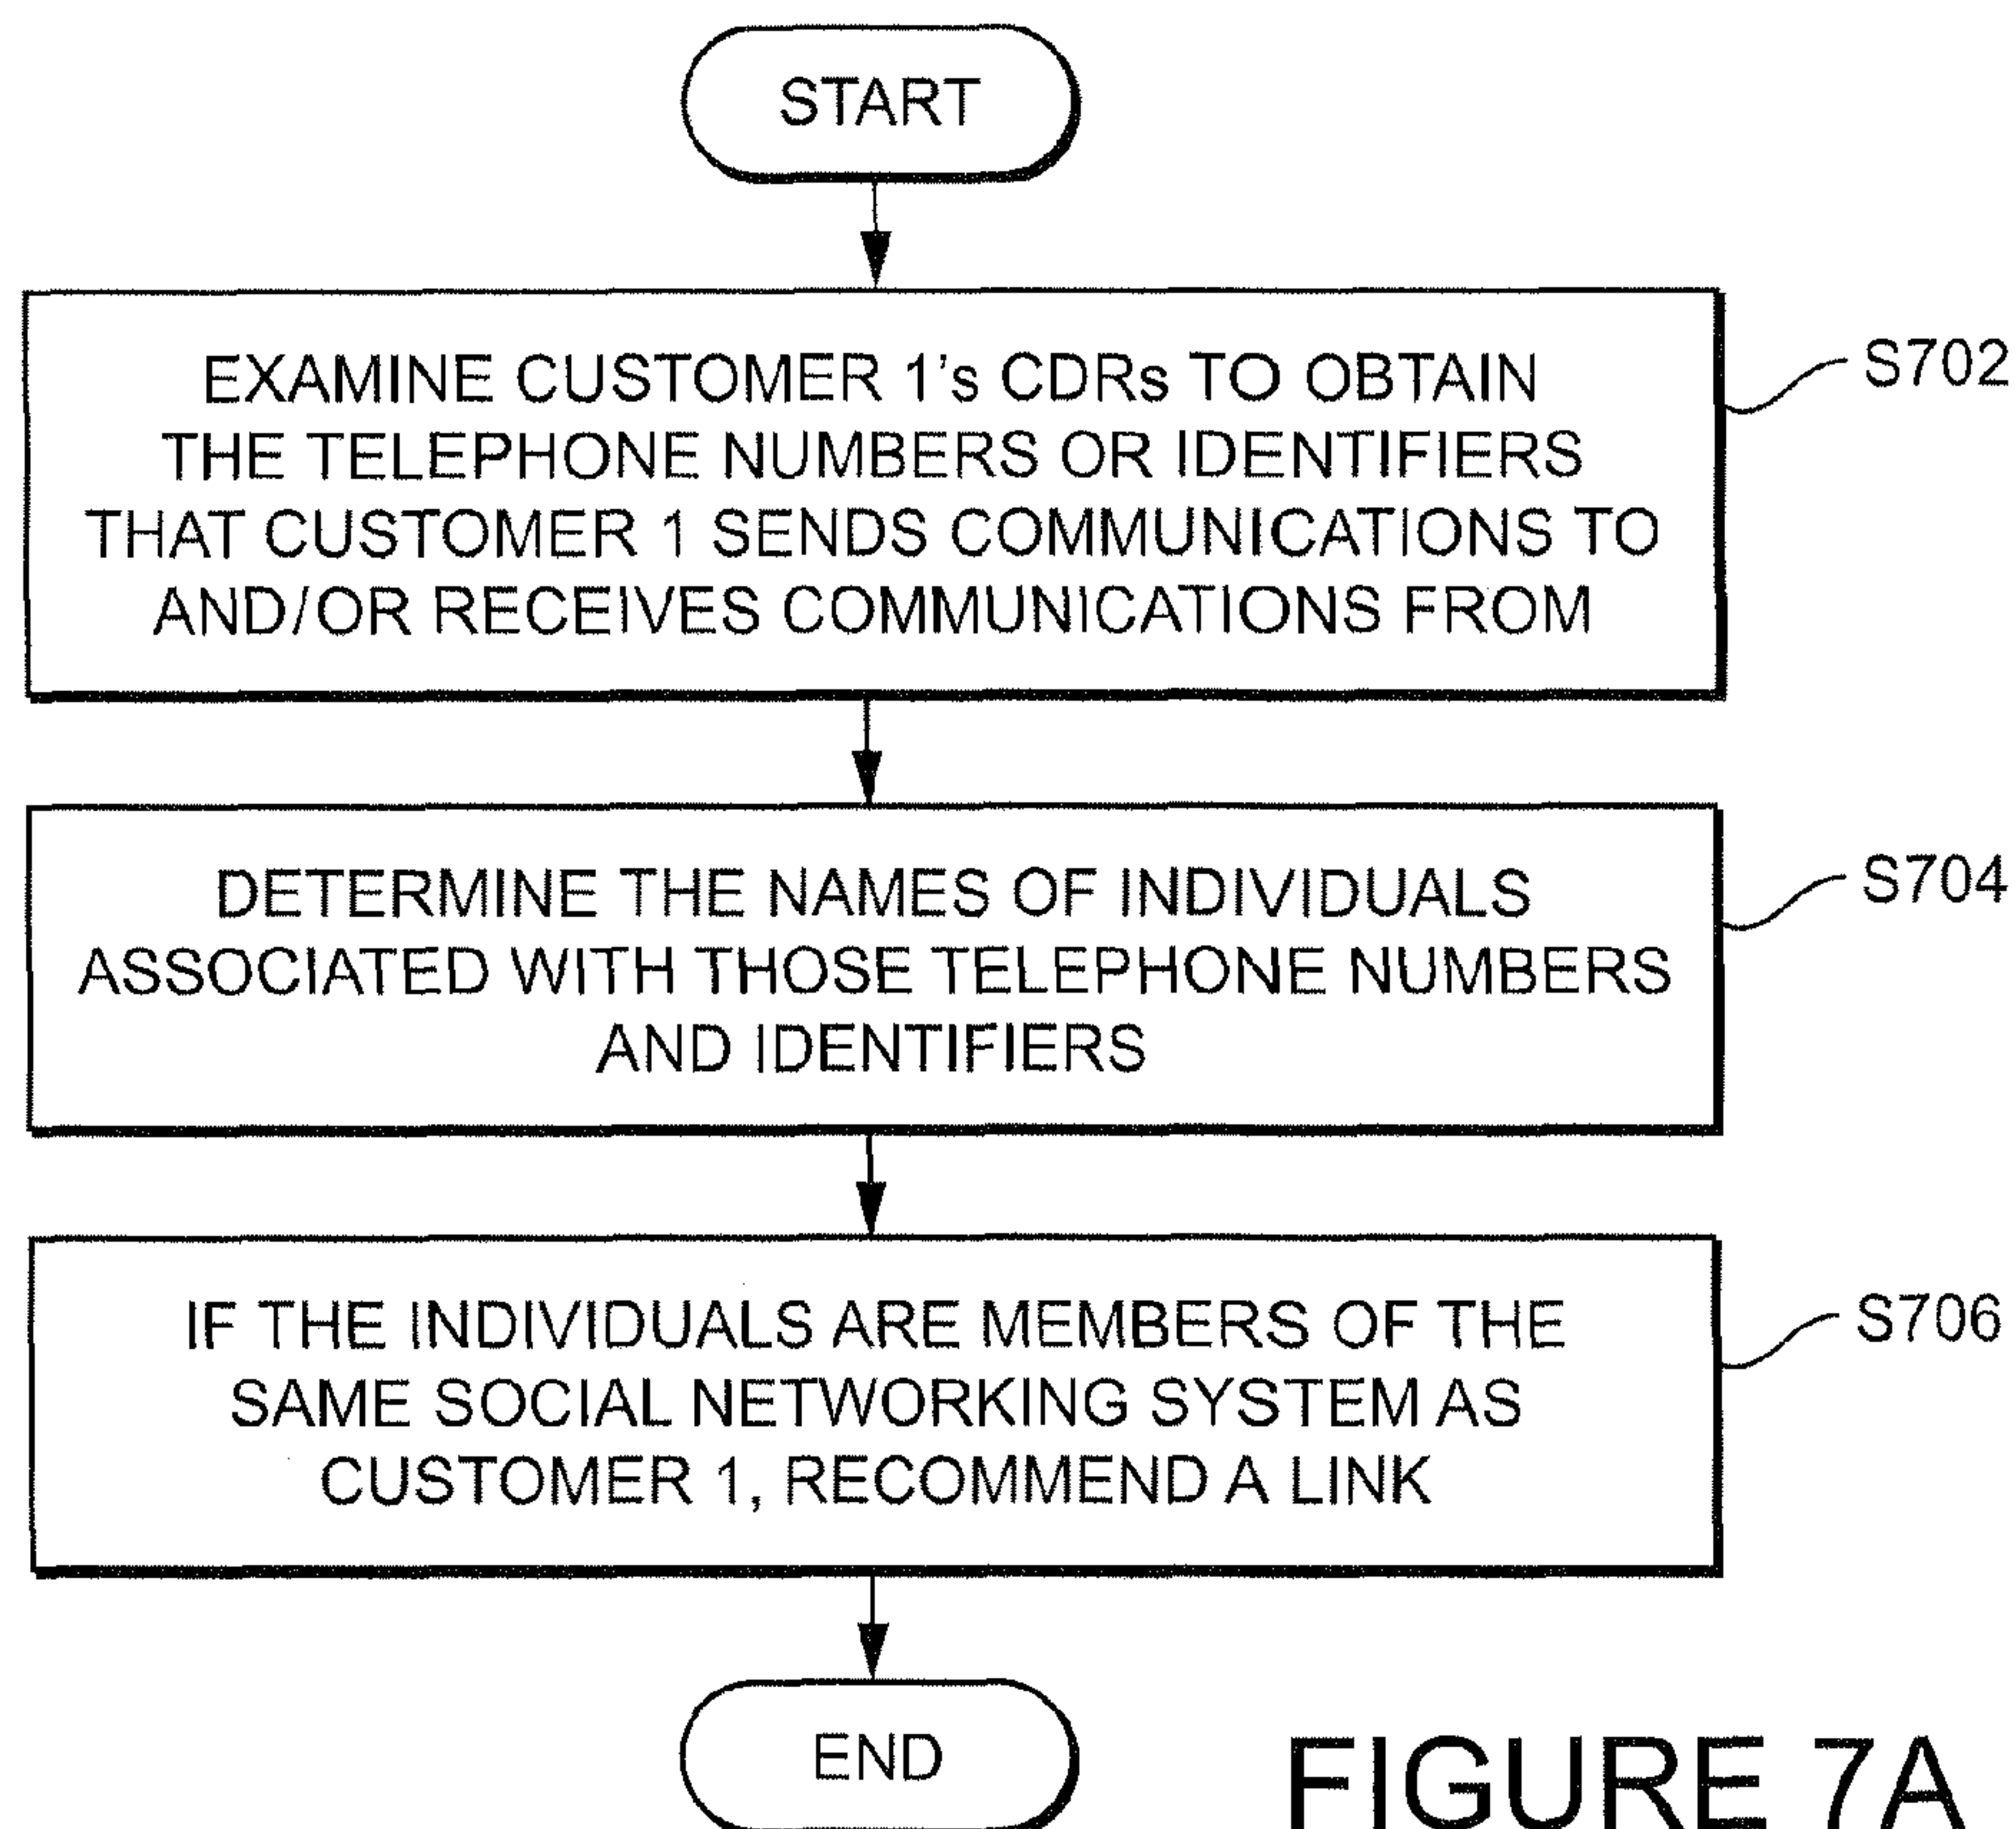 START
EXAMINE CUSTOMER 1's CDRs TO OBTAIN
THE TELEPHONE NUMBERS OR IDENTIFIERS
THAT CUSTOMER 1 SENDS COMMUNICATIONS TO
AND/OR RECEIVES COMMUNICATIONS FROM
S702
DETERMINE THE NAMES OF INDIVIDUALS
ASSOCIATED WITH THOSE TELEPHONE NUMBERS
AND IDENTIFIERS
S704
IF THE INDIVIDUALS ARE MEMBERS OF THE
SAME SOCIAL NETWORKING SYSTEM AS
CUSTOMER 1, RECOMMEND A LINK
S706
END
FIGURE 7A